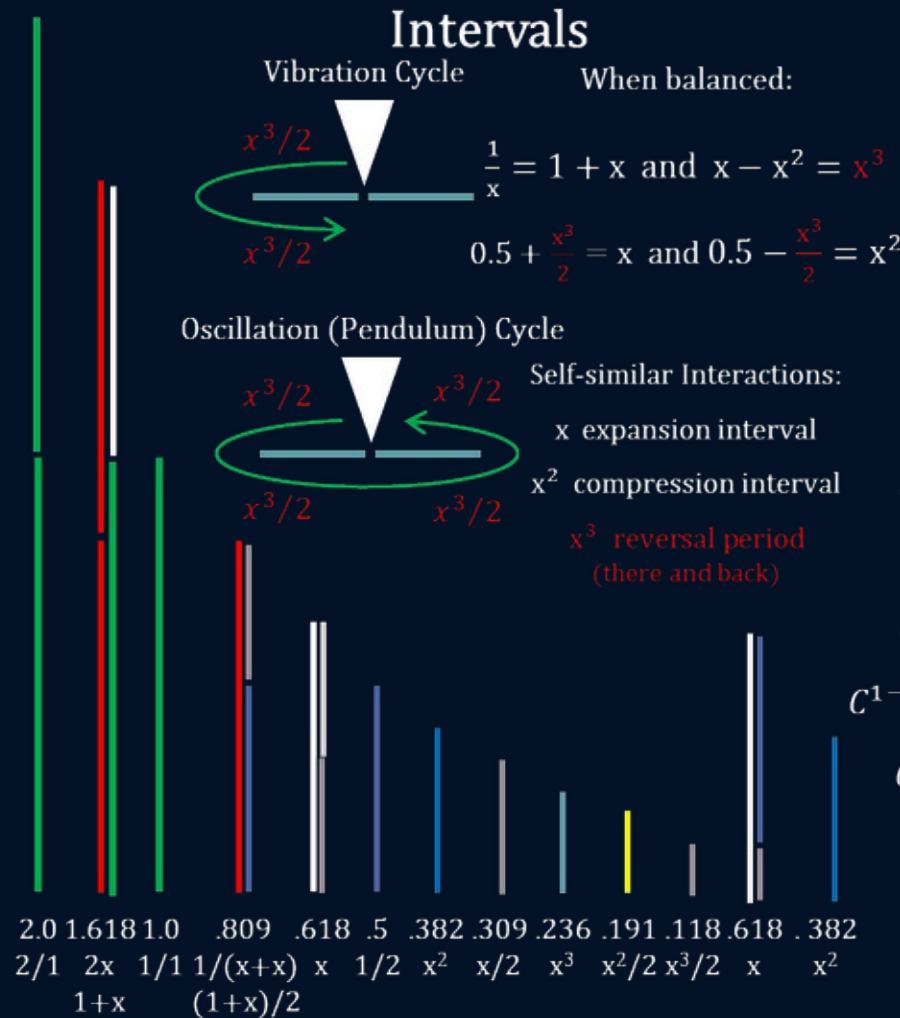 Intervals
Vibration Cycle
When balanced:
x³/2
1/x = 1 + x and x − x² = x³
x³/2
0.5 + x³/2 = x and 0.5 − x³/2 = x²
Oscillation (Pendulum) Cycle
x³/2 x³/2
Self-similar Interactions:
x expansion interval
x² compression interval
x³/2 x³/2
x³ reversal period
(there and back)
C¹⁻
2.0 1.618 1.0 .809 .618 .5 .382 .309 .236 .191 .118 .618 . 382
2/1 2x 1/1 1/(x+x) x 1/2 x² x/2 x³ x²/2 x³/2 x x²
1+x (1+x)/2